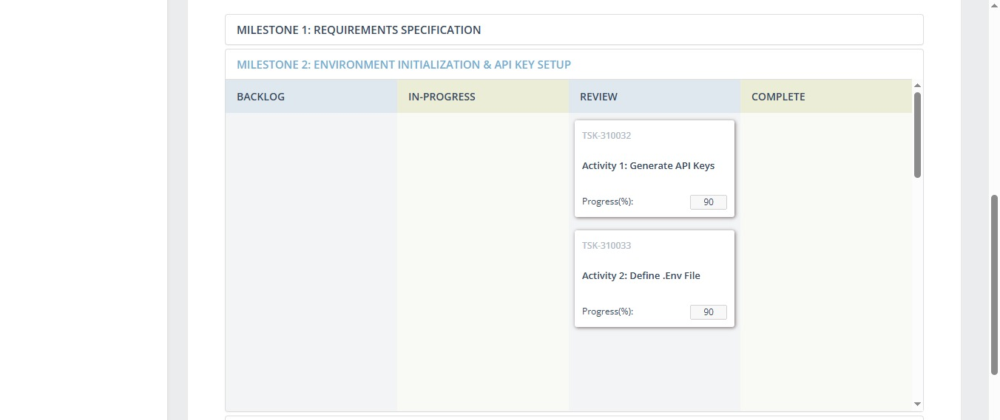 MILESTONE 1: REQUIREMENTS SPECIFICATION
MILESTONE 2: ENVIRONMENT INITIALIZATION & API KEY SETUP
BACKLOG
IN-PROGRESS
REVIEW
COMPLETE
TSK-310032
Activity 1: Generate API Keys
Progress(%):
90
TSK-310033
Activity 2: Define .Env File
Progress(%):
90